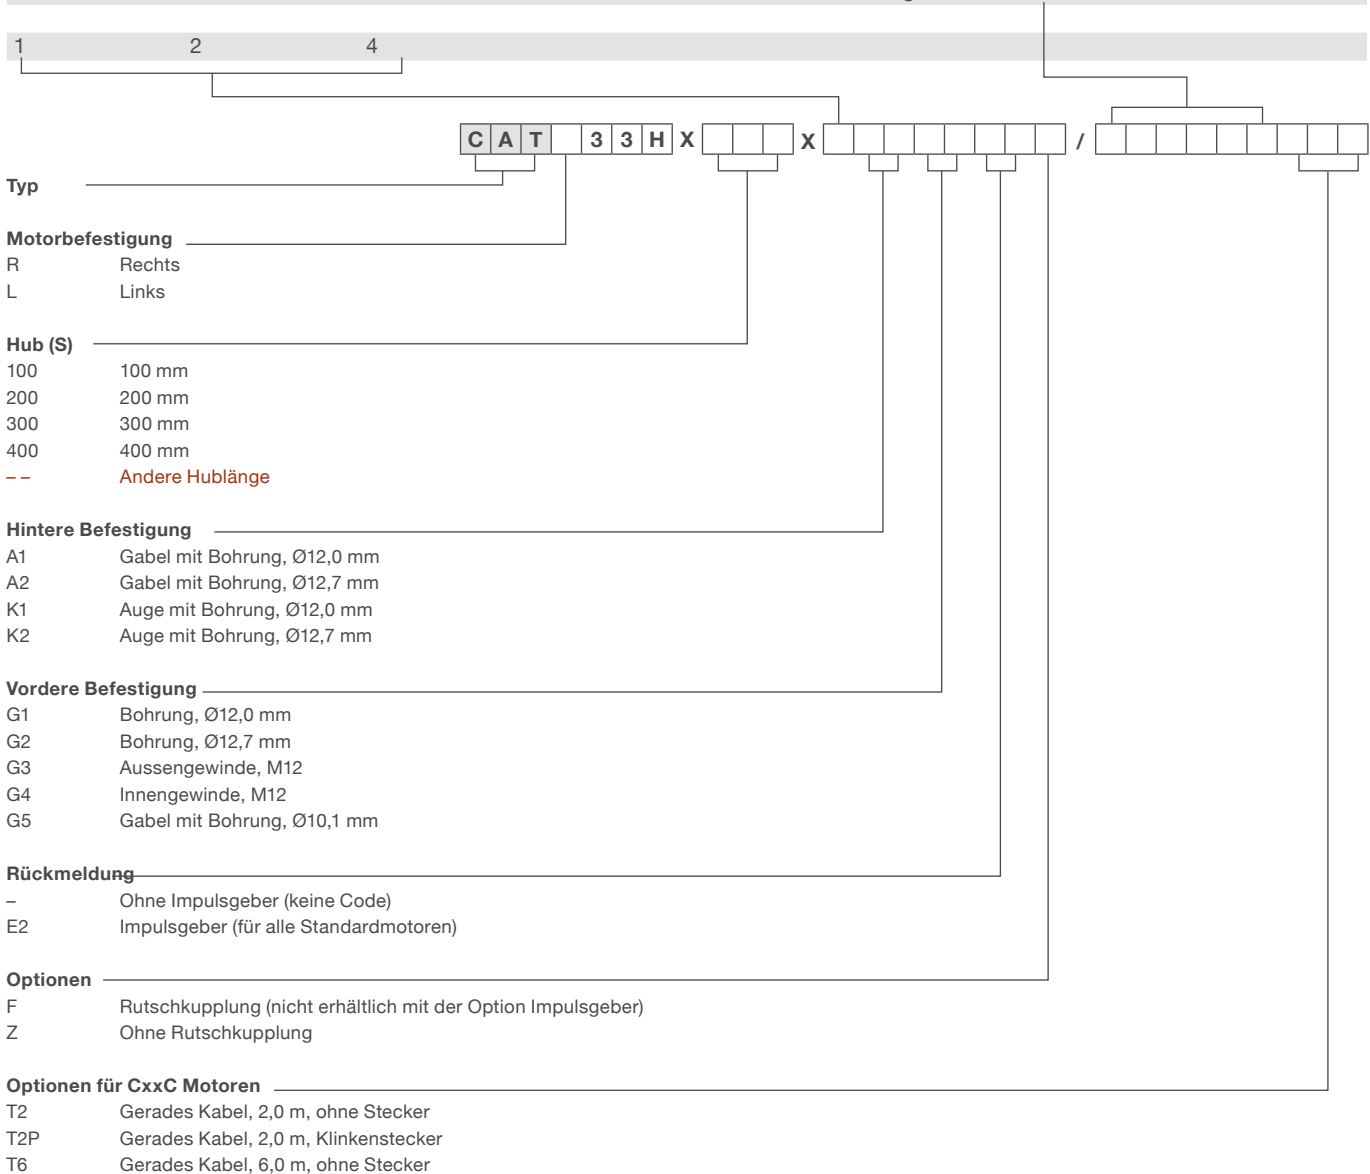 1 2 4
C A T 3 3 H X X /
Typ
Motorbefestigung
R Rechts
L Links
Hub (S)
100 100 mm
200 200 mm
300 300 mm
400 400 mm
– – Andere Hublänge
Hintere Befestigung
A1 Gabel mit Bohrung, Ø12,0 mm
A2 Gabel mit Bohrung, Ø12,7 mm
K1 Auge mit Bohrung, Ø12,0 mm
K2 Auge mit Bohrung, Ø12,7 mm
Vordere Befestigung
G1 Bohrung, Ø12,0 mm
G2 Bohrung, Ø12,7 mm
G3 Aussengewinde, M12
G4 Innengewinde, M12
G5 Gabel mit Bohrung, Ø10,1 mm
Rückmeldung
– Ohne Impulsgeber (keine Code)
E2 Impulsgeber (für alle Standardmotoren)
Optionen
F Rutschkupplung (nicht erhältlich mit der Option Impulsgeber)
Z Ohne Rutschkupplung
Optionen für CxxC Motoren
T2 Gerades Kabel, 2,0 m, ohne Stecker
T2P Gerades Kabel, 2,0 m, Klinkenstecker
T6 Gerades Kabel, 6,0 m, ohne Stecker